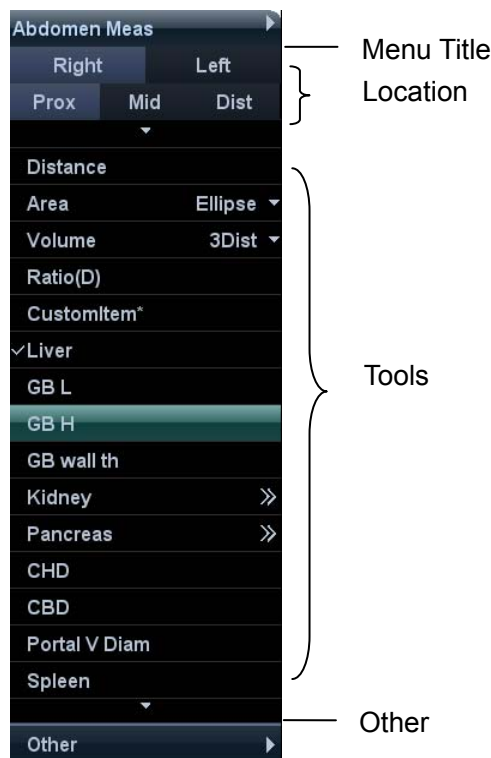 Abdomen Meas
Menu Title
Right Left
Location
Prox Mid Dist
Distance
Area Ellipse
Volume 3Dist
Ratio(D)
CustomItem*
Liver
Tools
GB L
GB H
GB wall th
Kidney
Pancreas
CHD
CBD
Portal V Diam
Spleen
Other
Other